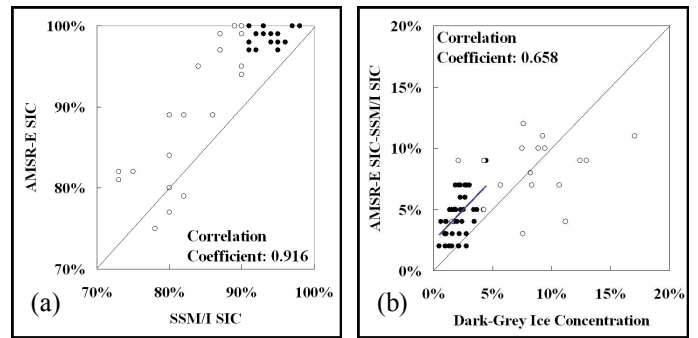 100%
90%
80%
70%
AMSR-E SIC
Correlation
Coefficient: 0.916
(a)
70%
80%
90%
100%
SSM/I SIC
20%
15%
10%
5%
0%
AMSR-E SIC-SSM/I SIC
Correlation
Coefficient: 0.658
(b)
0%
5%
10%
15%
20%
Dark-Grey Ice Concentration